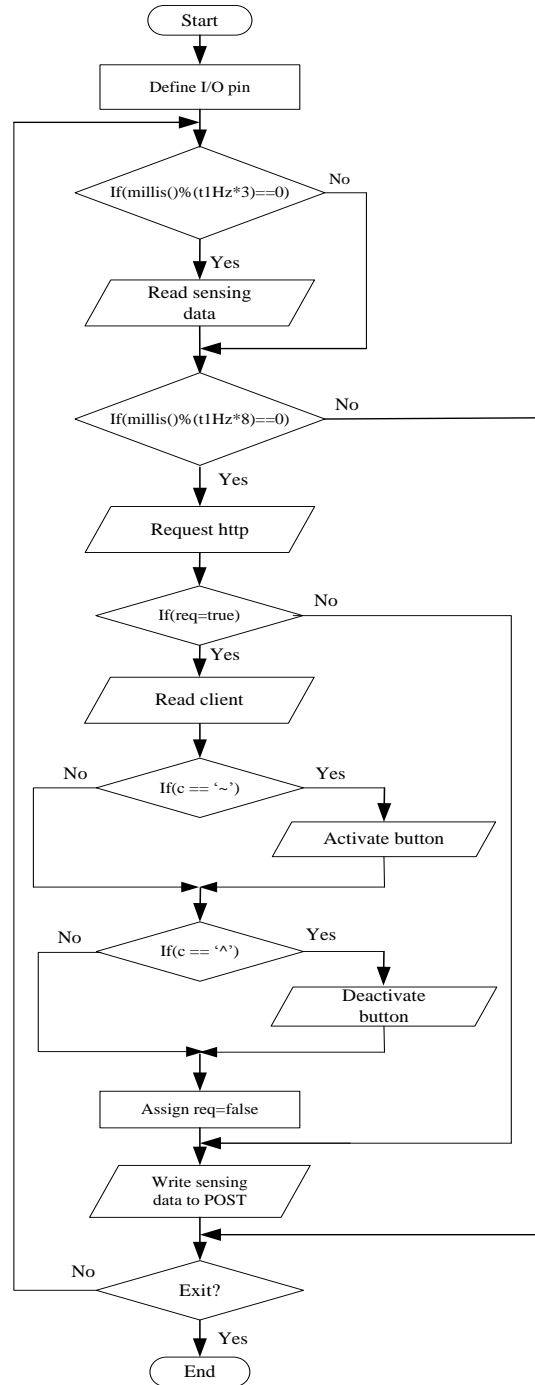 Start
Define I/O pin
If(millis()%(t1Hz*3)==0)
No
Yes
Read sensing
data
If(millis()%(t1Hz*8)==0)
No
Yes
Request http
If(req=true)
No
Yes
Read client
No
If(c == ‘~’)
Yes
Activate button
No
If(c == ‘^’)
Yes
Deactivate
button
Assign req=false
Write sensing
data to POST
No
Exit?
Yes
End